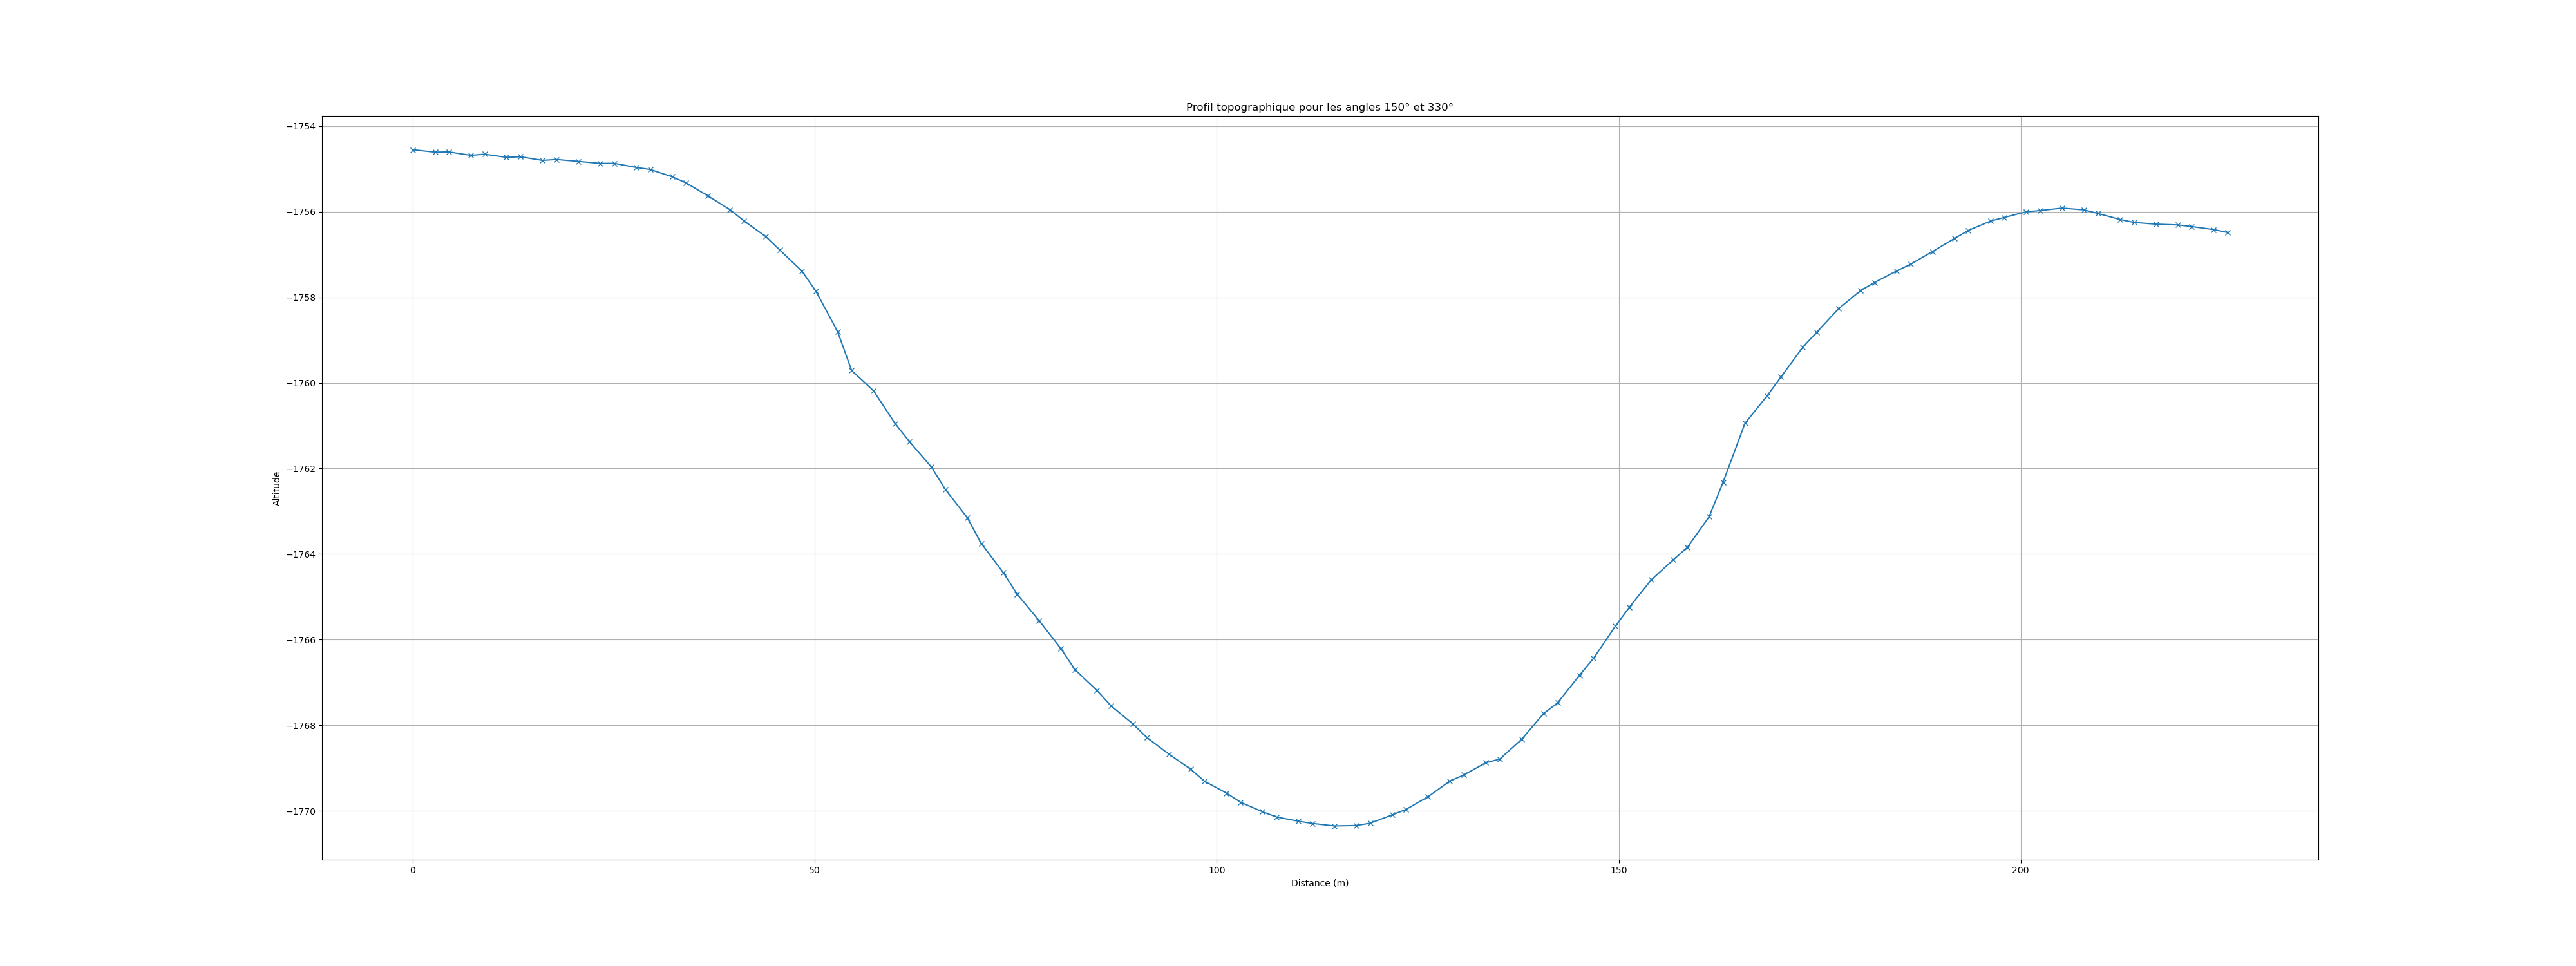 Profil topographique pour les angles 150° et 330°
−1754
−1756
−1758
−1760
−1762
−1764
−1766
−1768
−1770
Altitude
0 50 100 150 200
Distance (m)